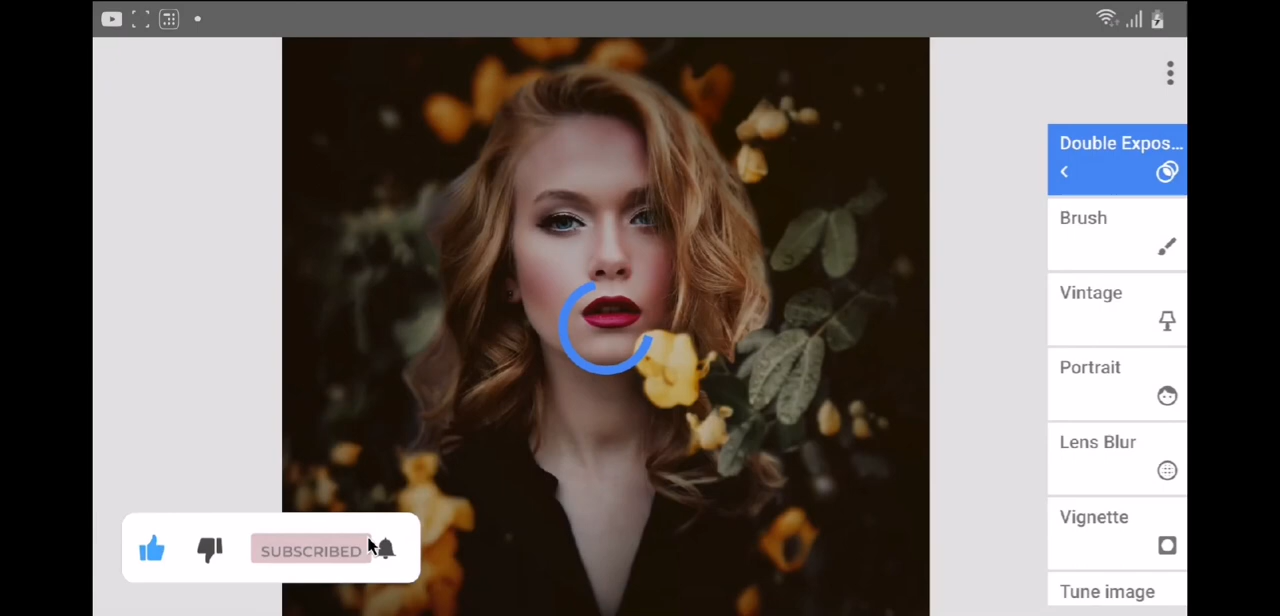 Double Expos...
Brush
Vintage
Portrait
Lens Blur
Vignette
Tune image
SUBSCRIBED